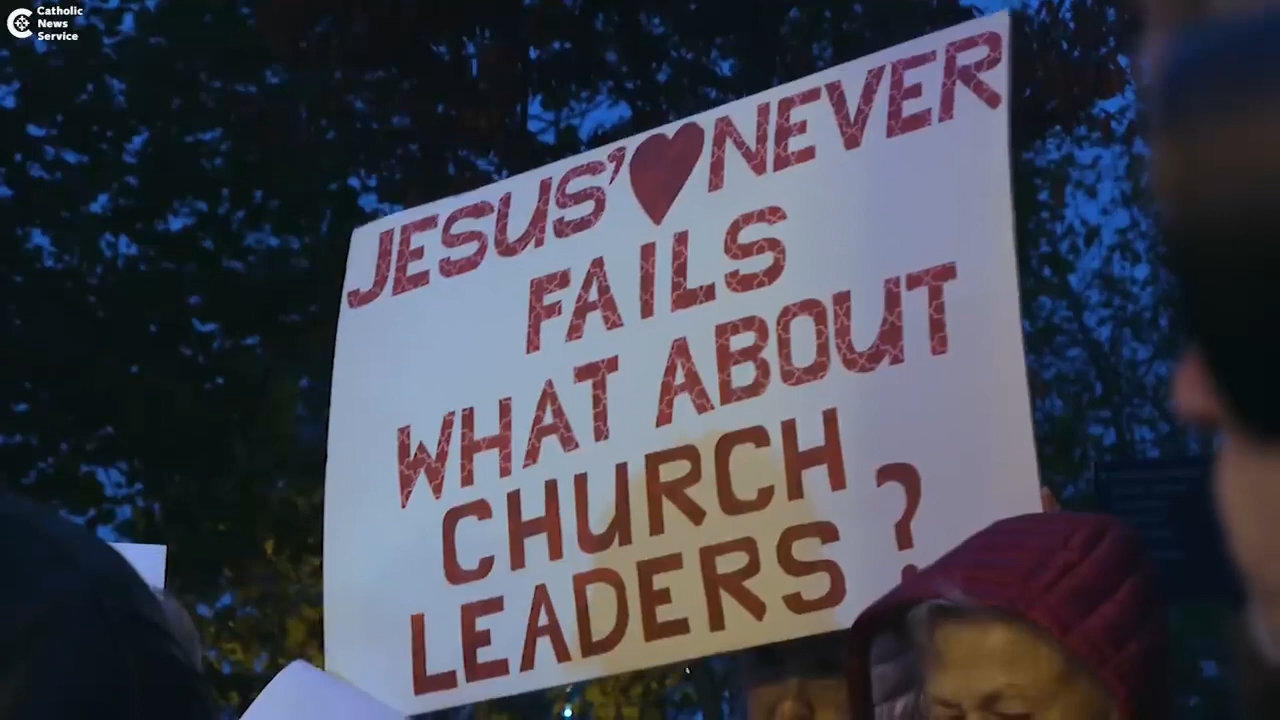 Catholic
News
Service
JESUS' ♥ NEVER
FAILS
WHAT ABOUT
CHURCH
LEADERS?